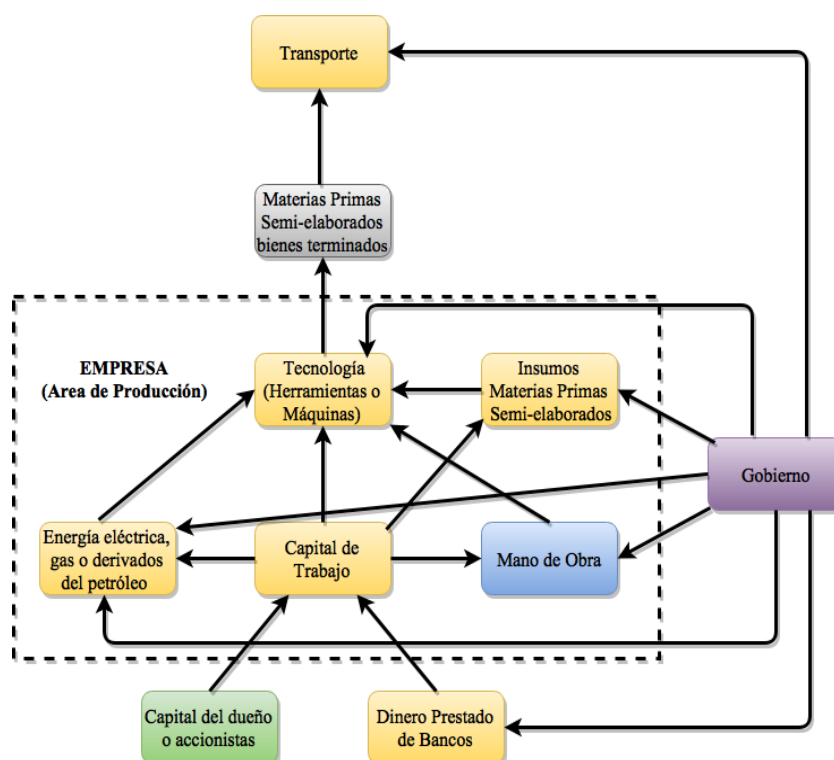 Transporte
Materias Primas
Semi-elaborados
bienes terminados
EMPRESA
(Area de Producción)
Tecnología
(Herramientas o
Máquinas)
Insumos
Materias Primas
Semi-elaborados
Gobierno
Energía eléctrica,
gas o derivados
del petróleo
Capital de
Trabajo
Mano de Obra
Capital del dueño
o accionistas
Dinero Prestado
de Bancos